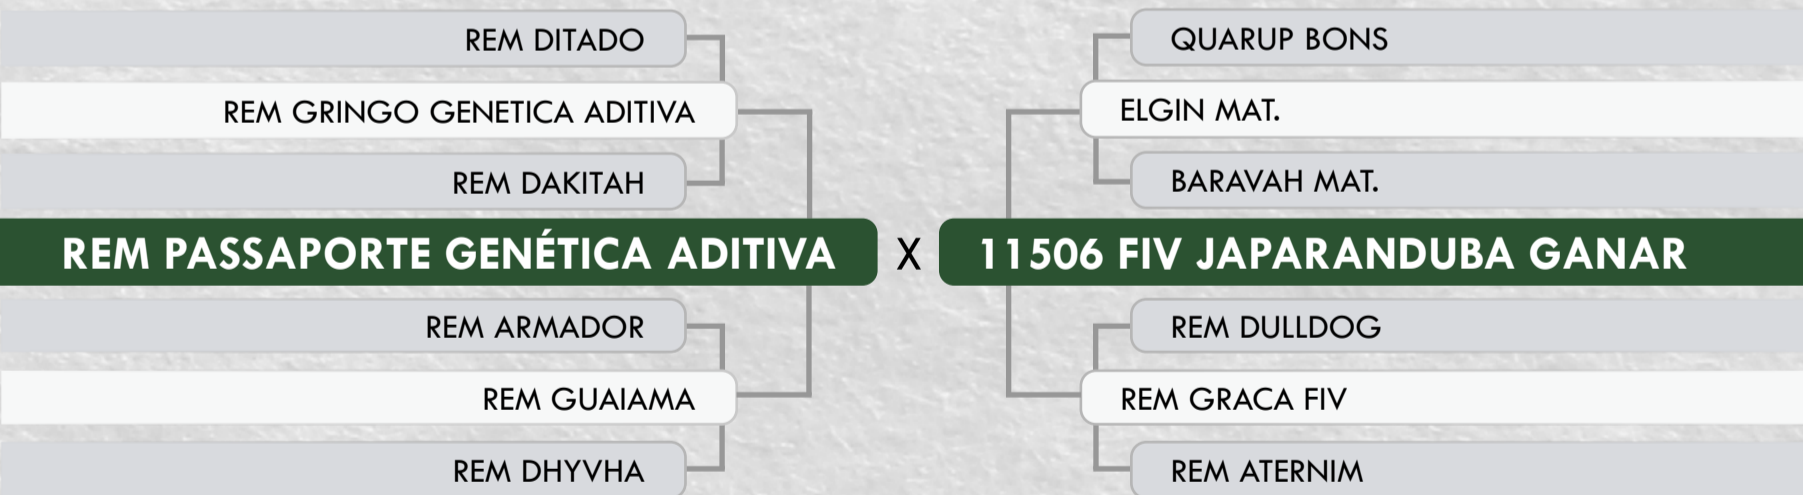 REM DITADO
REM GRINGO GENETICA ADITIVA
REM DAKITAH
REM PASSAPORTE GENÉTICA ADITIVA
REM ARMADOR
REM GUAIAMA
REM DHYVHA
X
QUARUP BONS
ELGIN MAT.
BARAVAH MAT.
11506 FIV JAPARANDUBA GANAR
REM DULLDOG
REM GRACA FIV
REM ATERNIM